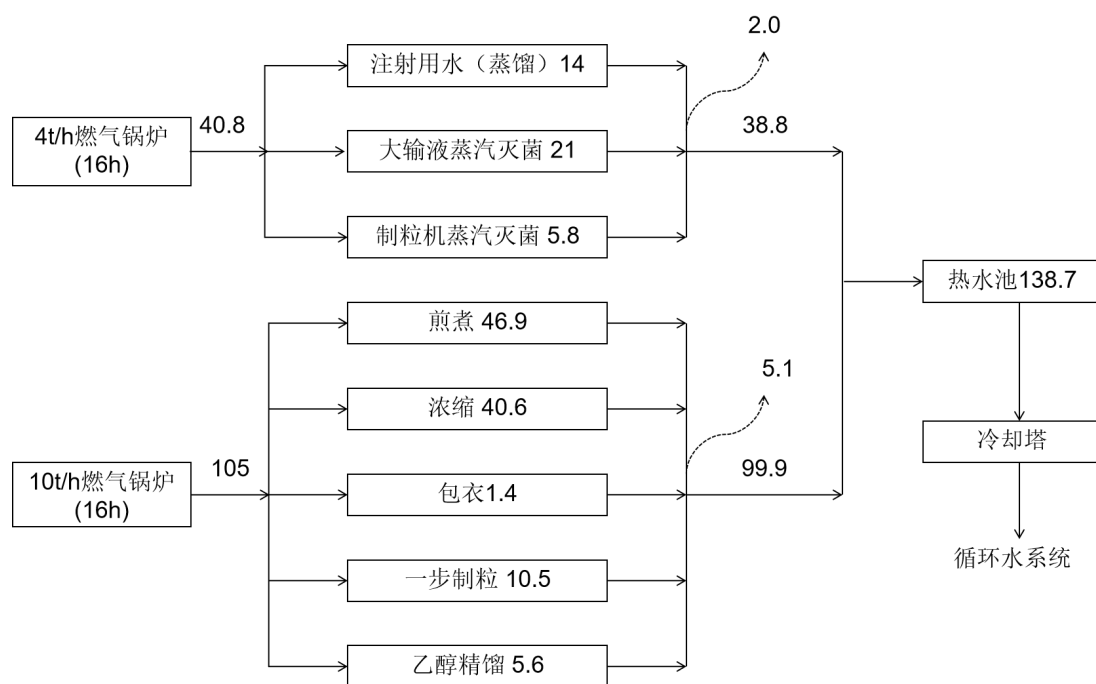 2.0
注射用水（蒸馏）14
4t/h燃气锅炉
(16h)
40.8
大输液蒸汽灭菌 21
38.8
制粒机蒸汽灭菌 5.8
热水池138.7
煎煮 46.9
5.1
浓缩 40.6
冷却塔
10t/h燃气锅炉
(16h)
105
包衣1.4
99.9
循环水系统
一步制粒 10.5
乙醇精馏 5.6